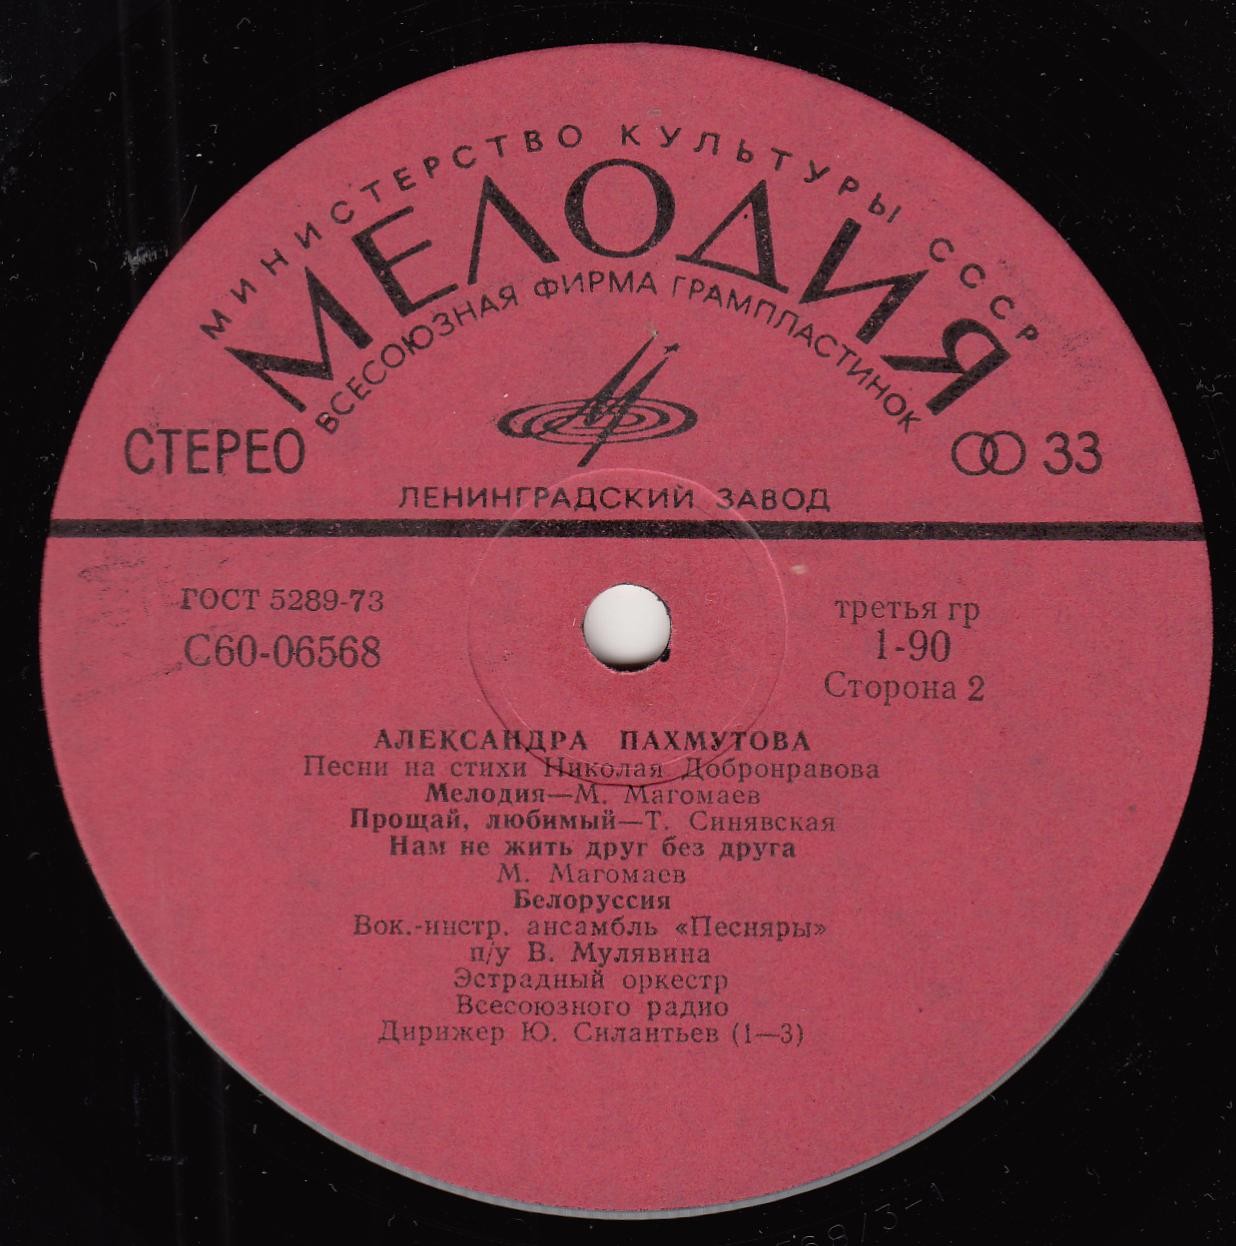 МИНИСТЕРСТВО КУЛЬТУРЫ СССР
МЕЛОДИЯ
ВСЕСОЮЗНАЯ ФИРМА ГРАМПЛАСТИНОК
СТЕРЕО
33
ЛЕНИНГРАДСКИЙ ЗАВОД
ГОСТ 5289-73
С60-06568
третья гр
1-90
Сторона 2
АЛЕКСАНДРА ПАХМУТОВА
Песни на стихи Николая Добронравова
Мелодия—М. Магомаев
Прощай, любимый—Т. Синявская
Нам не жить друг без друга
М. Магомаев
Белоруссия
Вок.-инстр. ансамбль «Песняры»
п/у В. Мулявина
Эстрадный оркестр
Всесоюзного радио
Дирижер Ю. Силантьев (1—3)